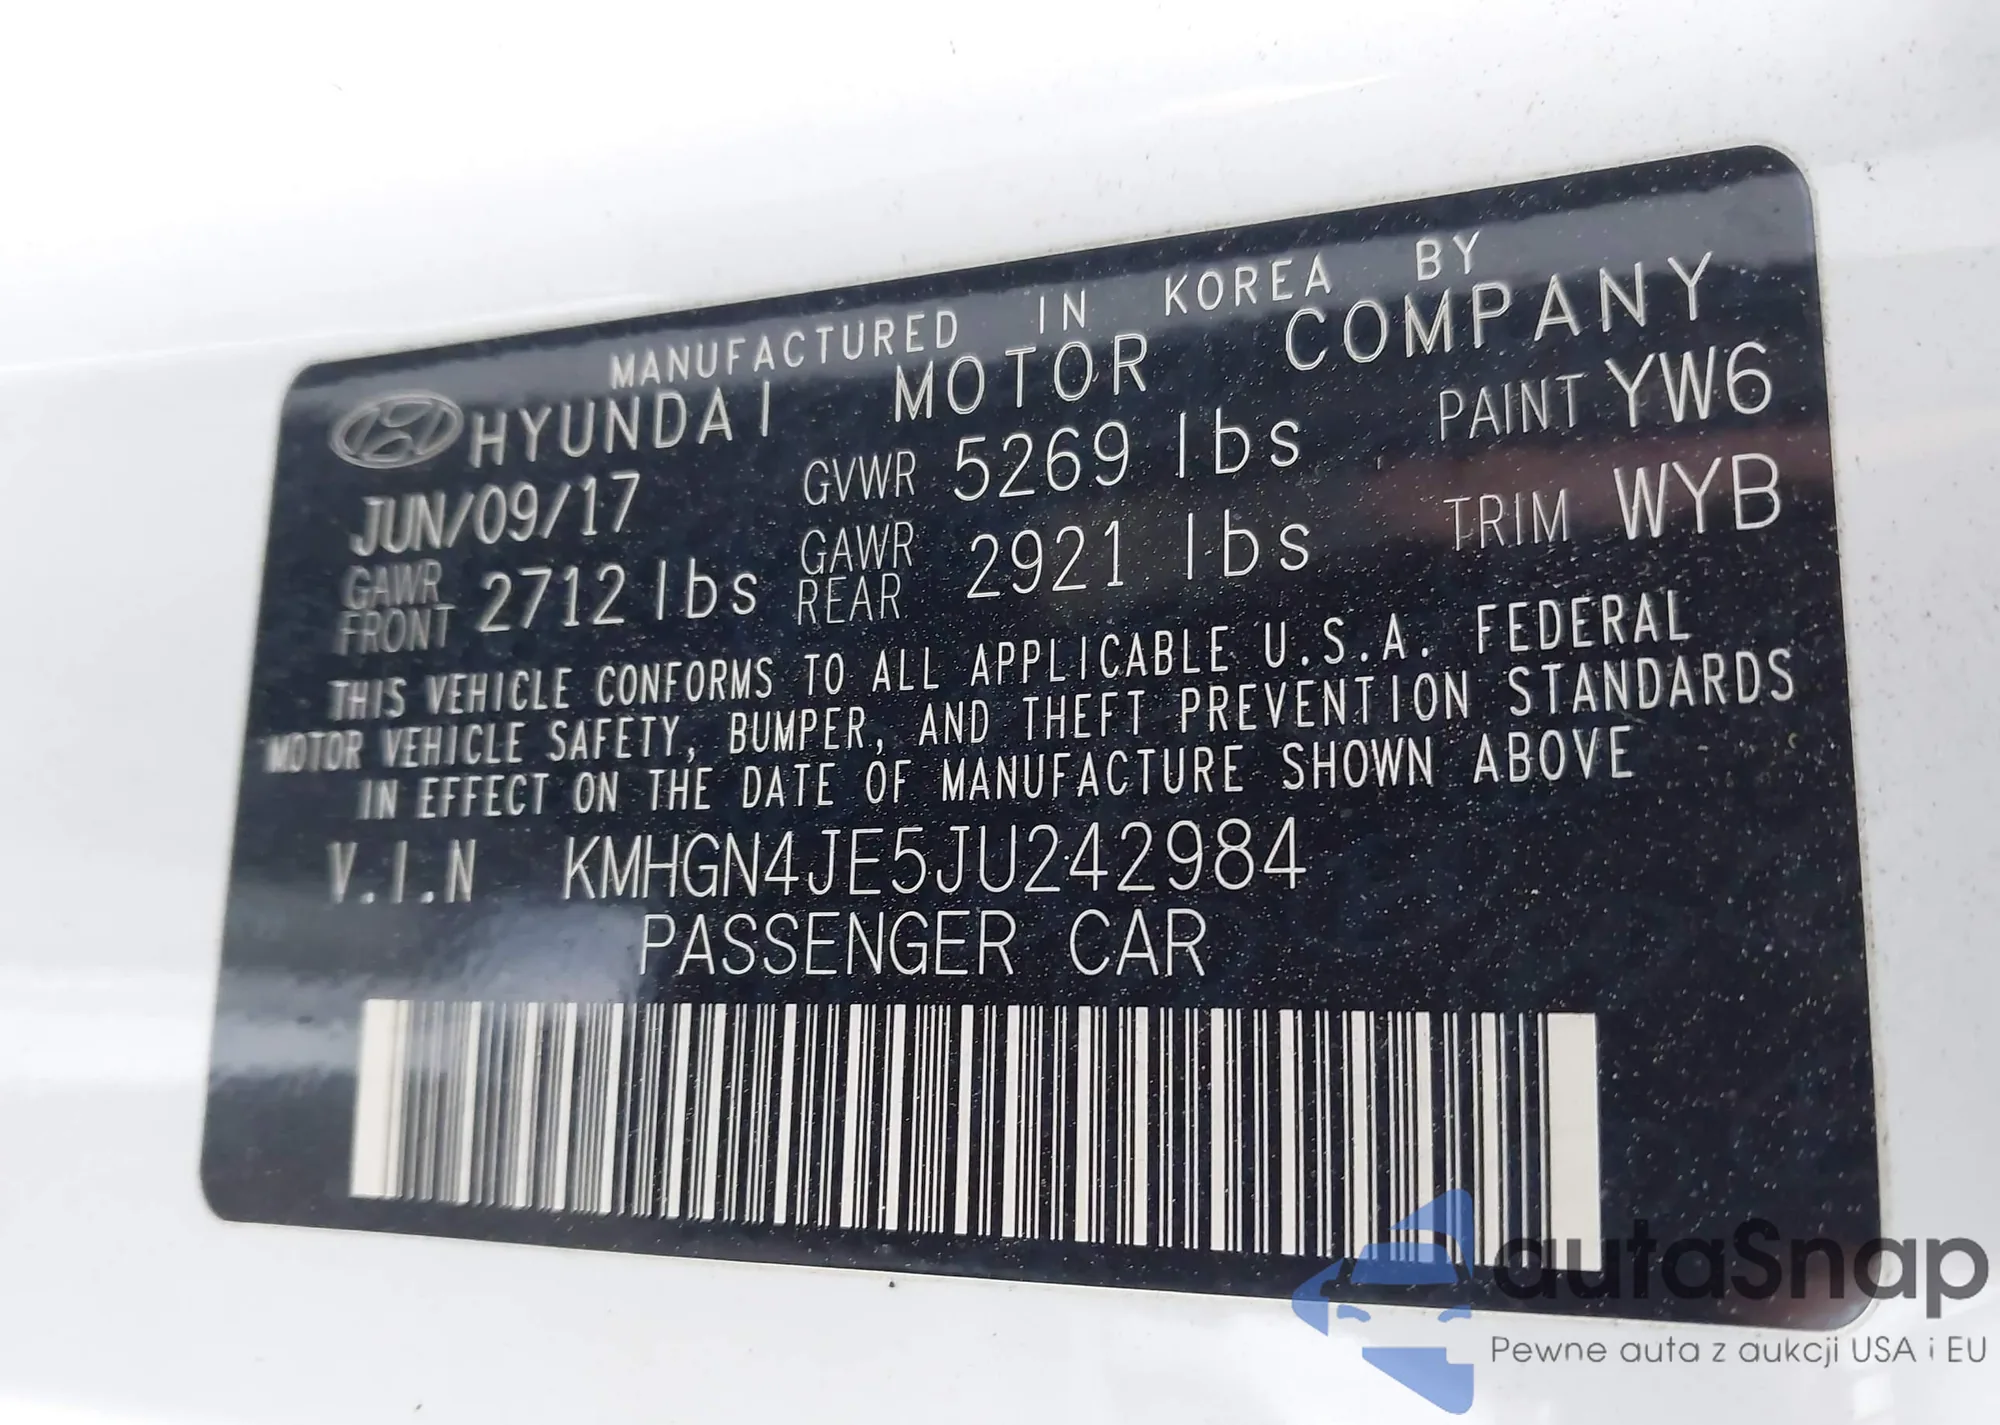 MANUFACTURED IN KOREA BY
HYUNDAI MOTOR COMPANY
JUN/09/17 GVWR 5269 lbs PAINT YW6
GAWR FRONT 2712 lbs GAWR REAR 2921 lbs TRIM WYB
THIS VEHICLE CONFORMS TO ALL APPLICABLE U.S.A. FEDERAL
MOTOR VEHICLE SAFETY, BUMPER, AND THEFT PREVENTION STANDARDS
IN EFFECT ON THE DATE OF MANUFACTURE SHOWN ABOVE
V.I.N KMHGN4JE5JU242984
PASSENGER CAR
autaSnap
Pewne auta z aukcji USA i EU